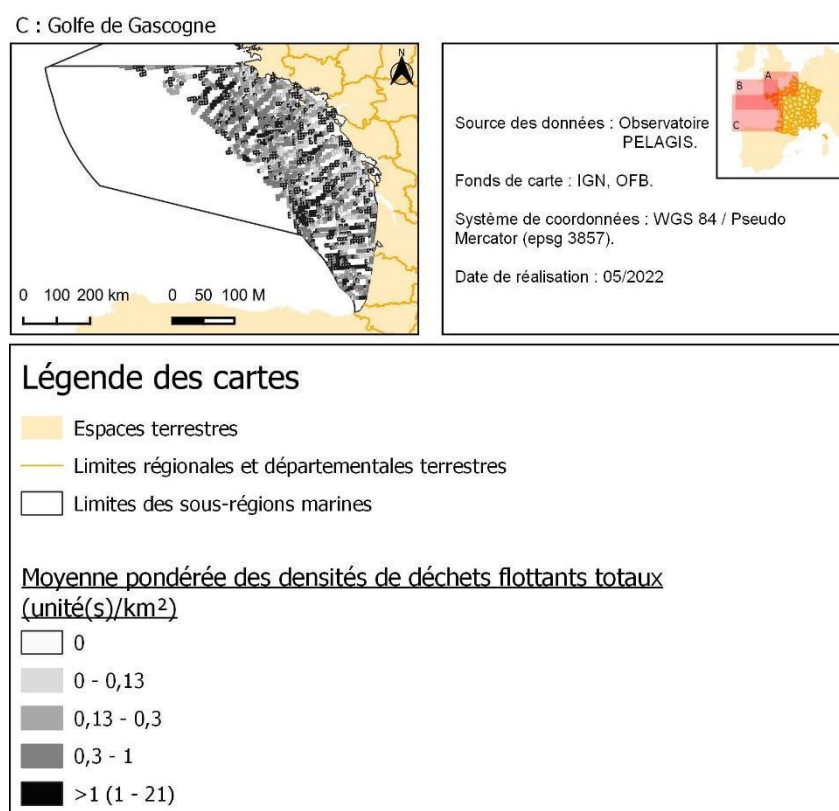 C : Golfe de Gascogne
N
0 100 200 km
0 50 100 M
A
B
C
Source des données : Observatoire
PELAGIS.
Fonds de carte : IGN, OFB.
Système de coordonnées : WGS 84 / Pseudo
Mercator (epsg 3857).
Date de réalisation : 05/2022
Légende des cartes
Espaces terrestres
Limites régionales et départementales terrestres
Limites des sous-régions marines
Moyenne pondérée des densités de déchets flottants totaux
(unité(s)/km²)
0
0 - 0,13
0,13 - 0,3
0,3 - 1
>1 (1 - 21)